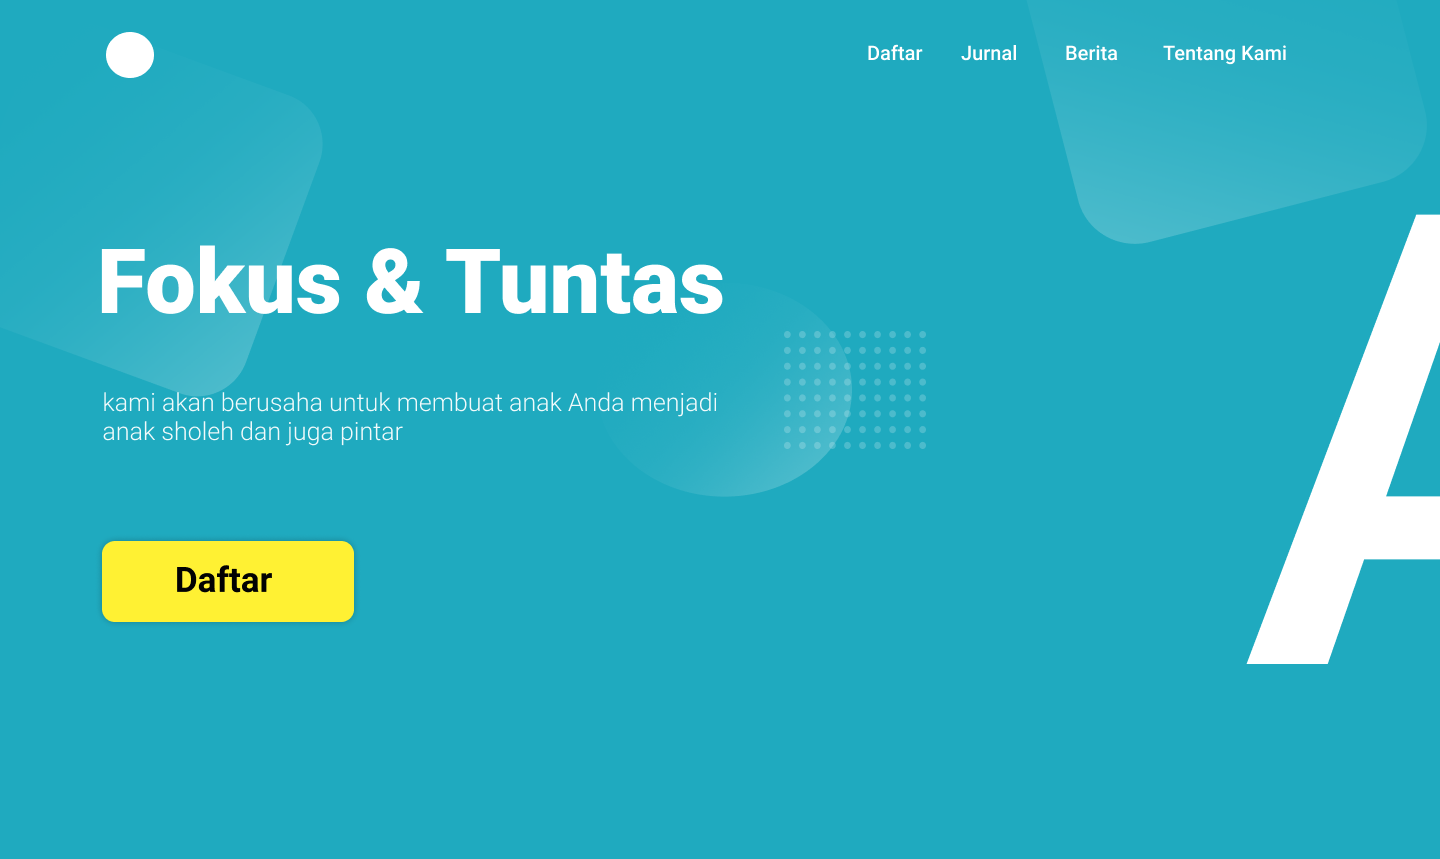 Daftar Jurnal Berita Tentang Kami
Fokus & Tuntas
kami akan berusaha untuk membuat anak Anda menjadi
anak sholeh dan juga pintar
Daftar
A